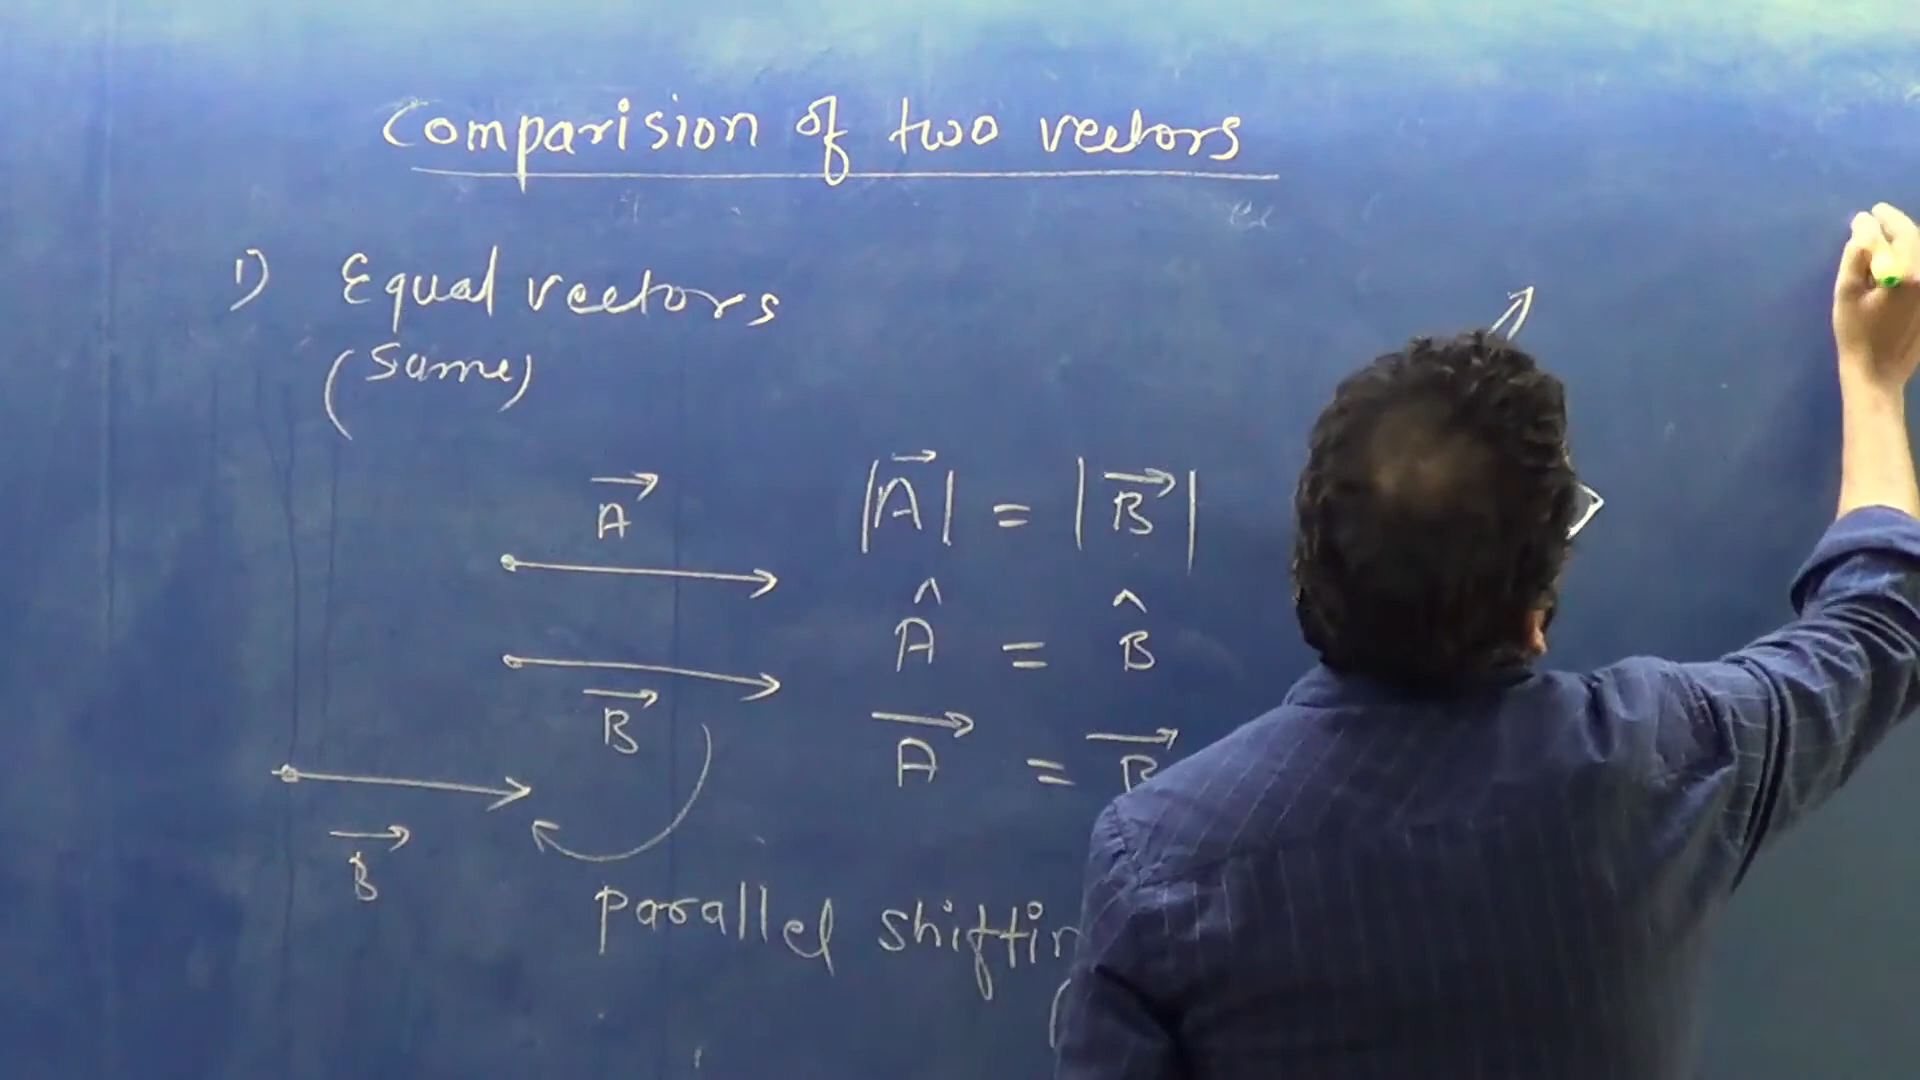 Comparision of two vectors
1) Equal vectors
(same)
A⃗
|A⃗| = |B⃗|
Â = B̂
B⃗
A⃗ = B⃗
B⃗
parallel shiftin